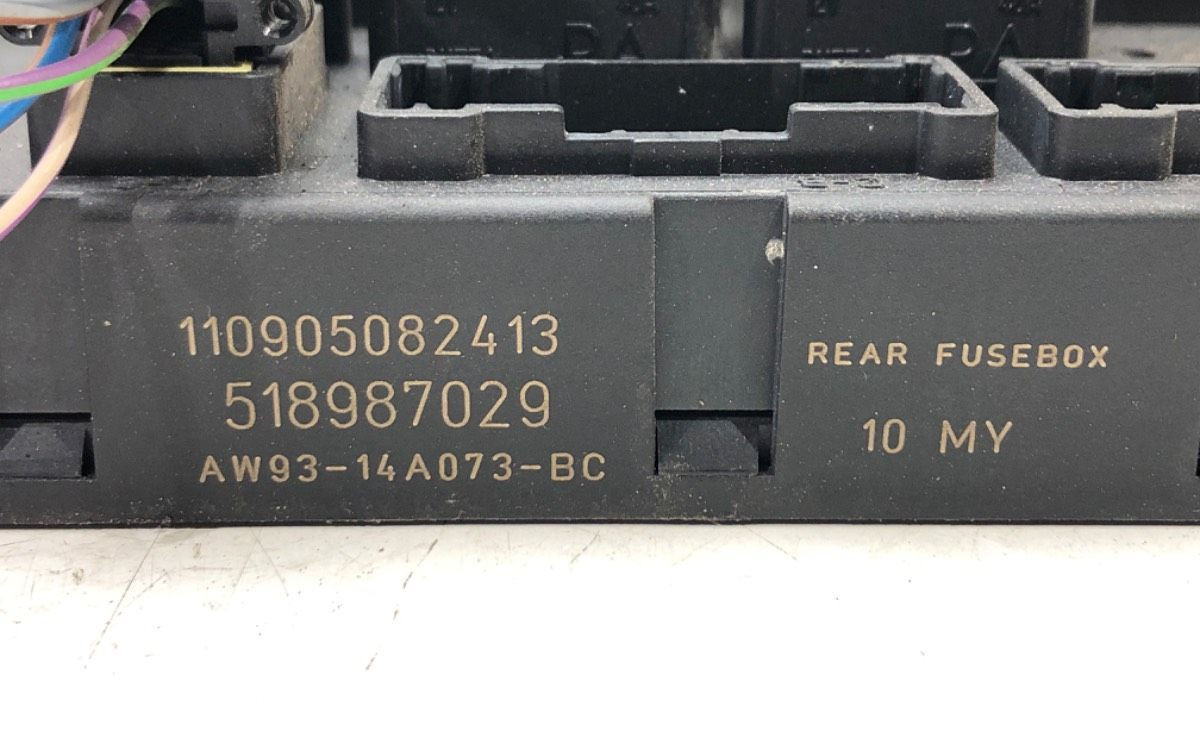 110905082413
518987029
AW93-14A073-BC
REAR FUSEBOX
10 MY